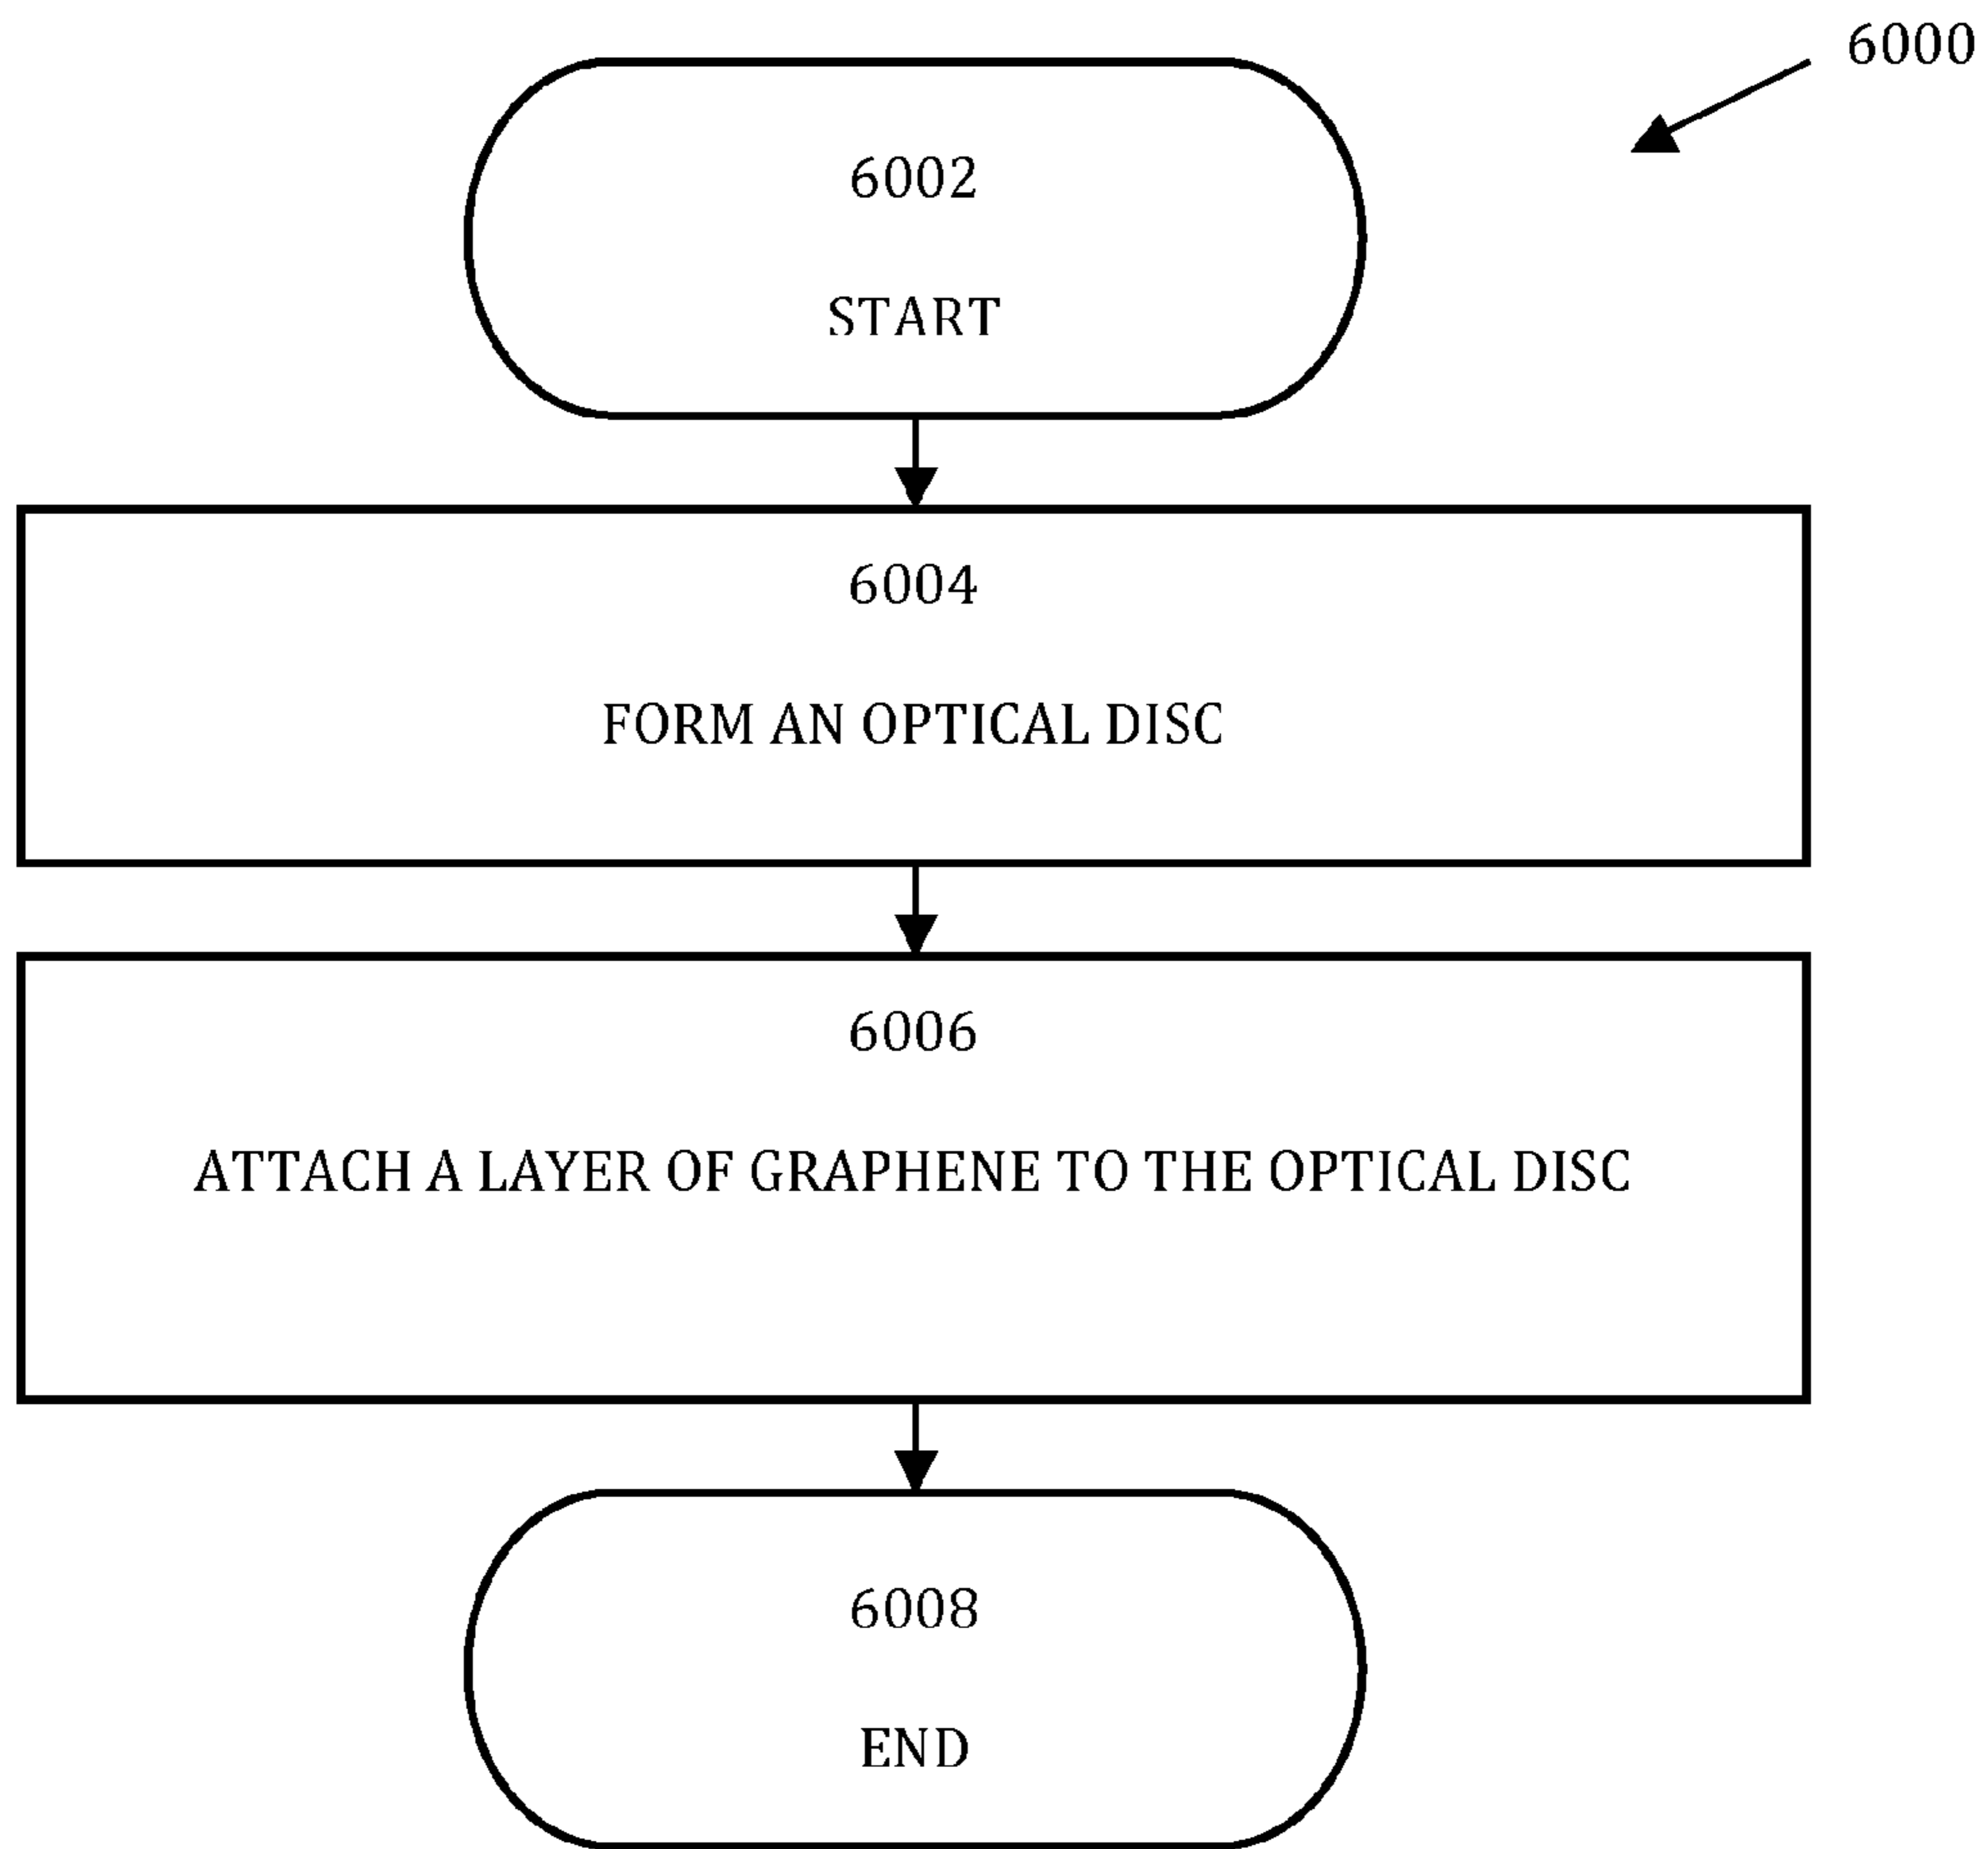 6000
6002
START
6004
FORM AN OPTICAL DISC
6006
ATTACH A LAYER OF GRAPHENE TO THE OPTICAL DISC
6008
END